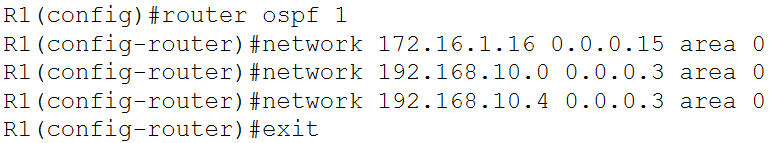 R1(config)#router ospf 1
R1(config-router)#network 172.16.1.16 0.0.0.15 area 0
R1(config-router)#network 192.168.10.0 0.0.0.3 area 0
R1(config-router)#network 192.168.10.4 0.0.0.3 area 0
R1(config-router)#exit